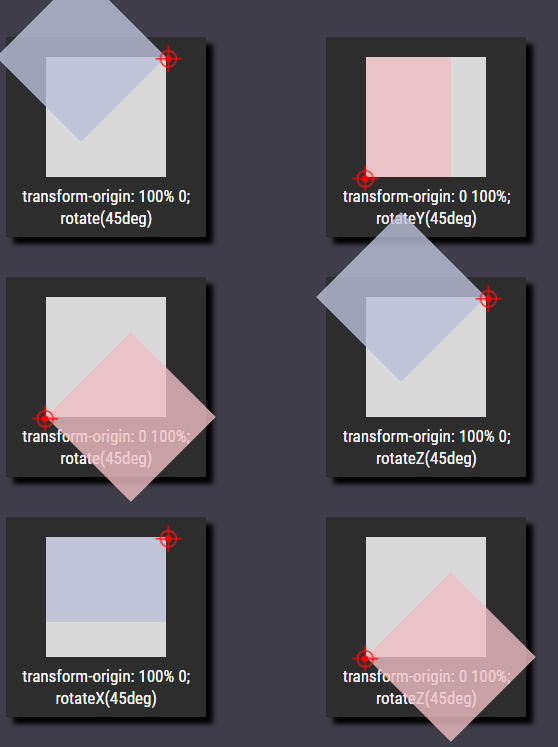 transform-origin: 100% 0;
rotate(45deg)
transform-origin: 0 100%;
rotateY(45deg)
transform-origin: 0 100%;
rotate(45deg)
transform-origin: 100% 0;
rotateZ(45deg)
transform-origin: 100% 0;
rotateX(45deg)
transform-origin: 0 100%;
rotateZ(45deg)